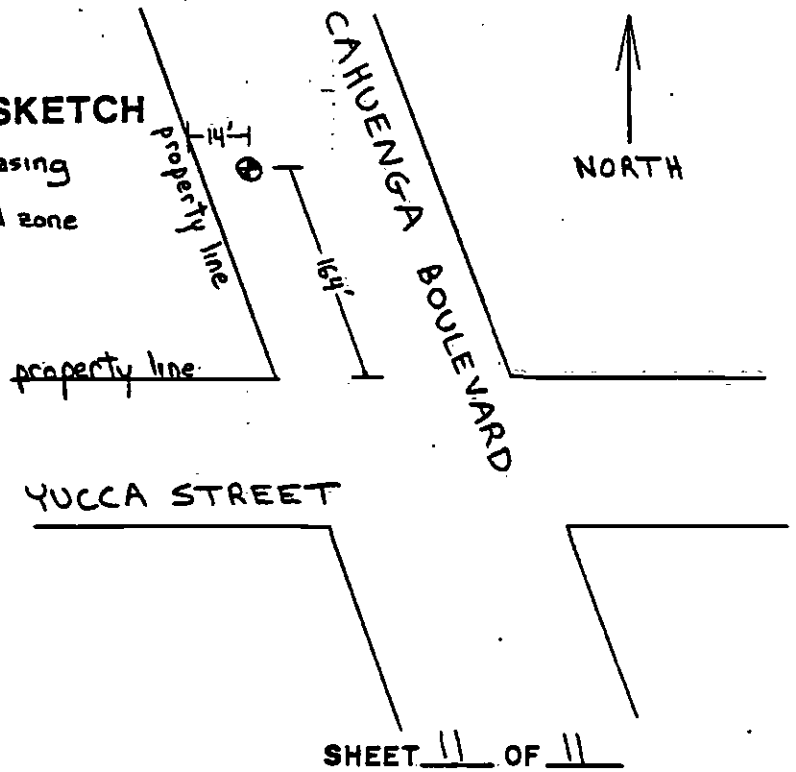 SKETCH
asing
zone
property line
14'
164'
CAHUENGA BOULEVARD
NORTH
property line
YUCCA STREET
SHEET 11 OF 11